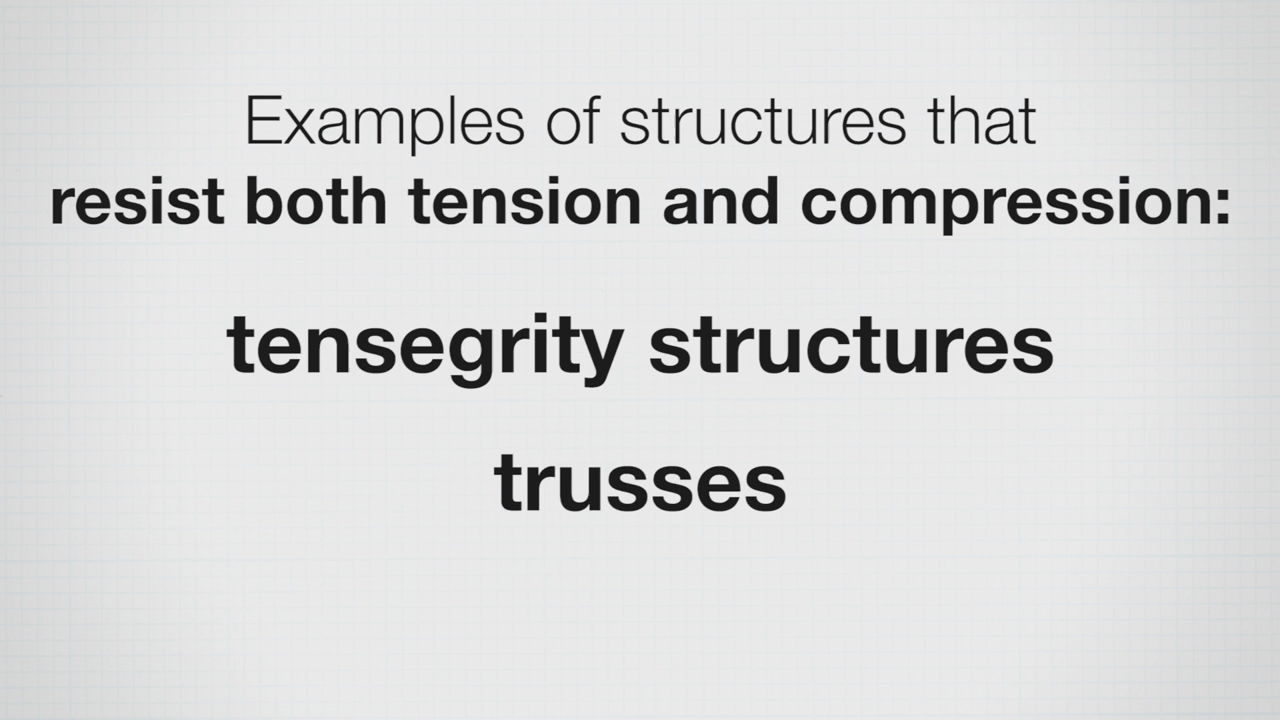 Examples of structures that
resist both tension and compression:
tensegrity structures
trusses